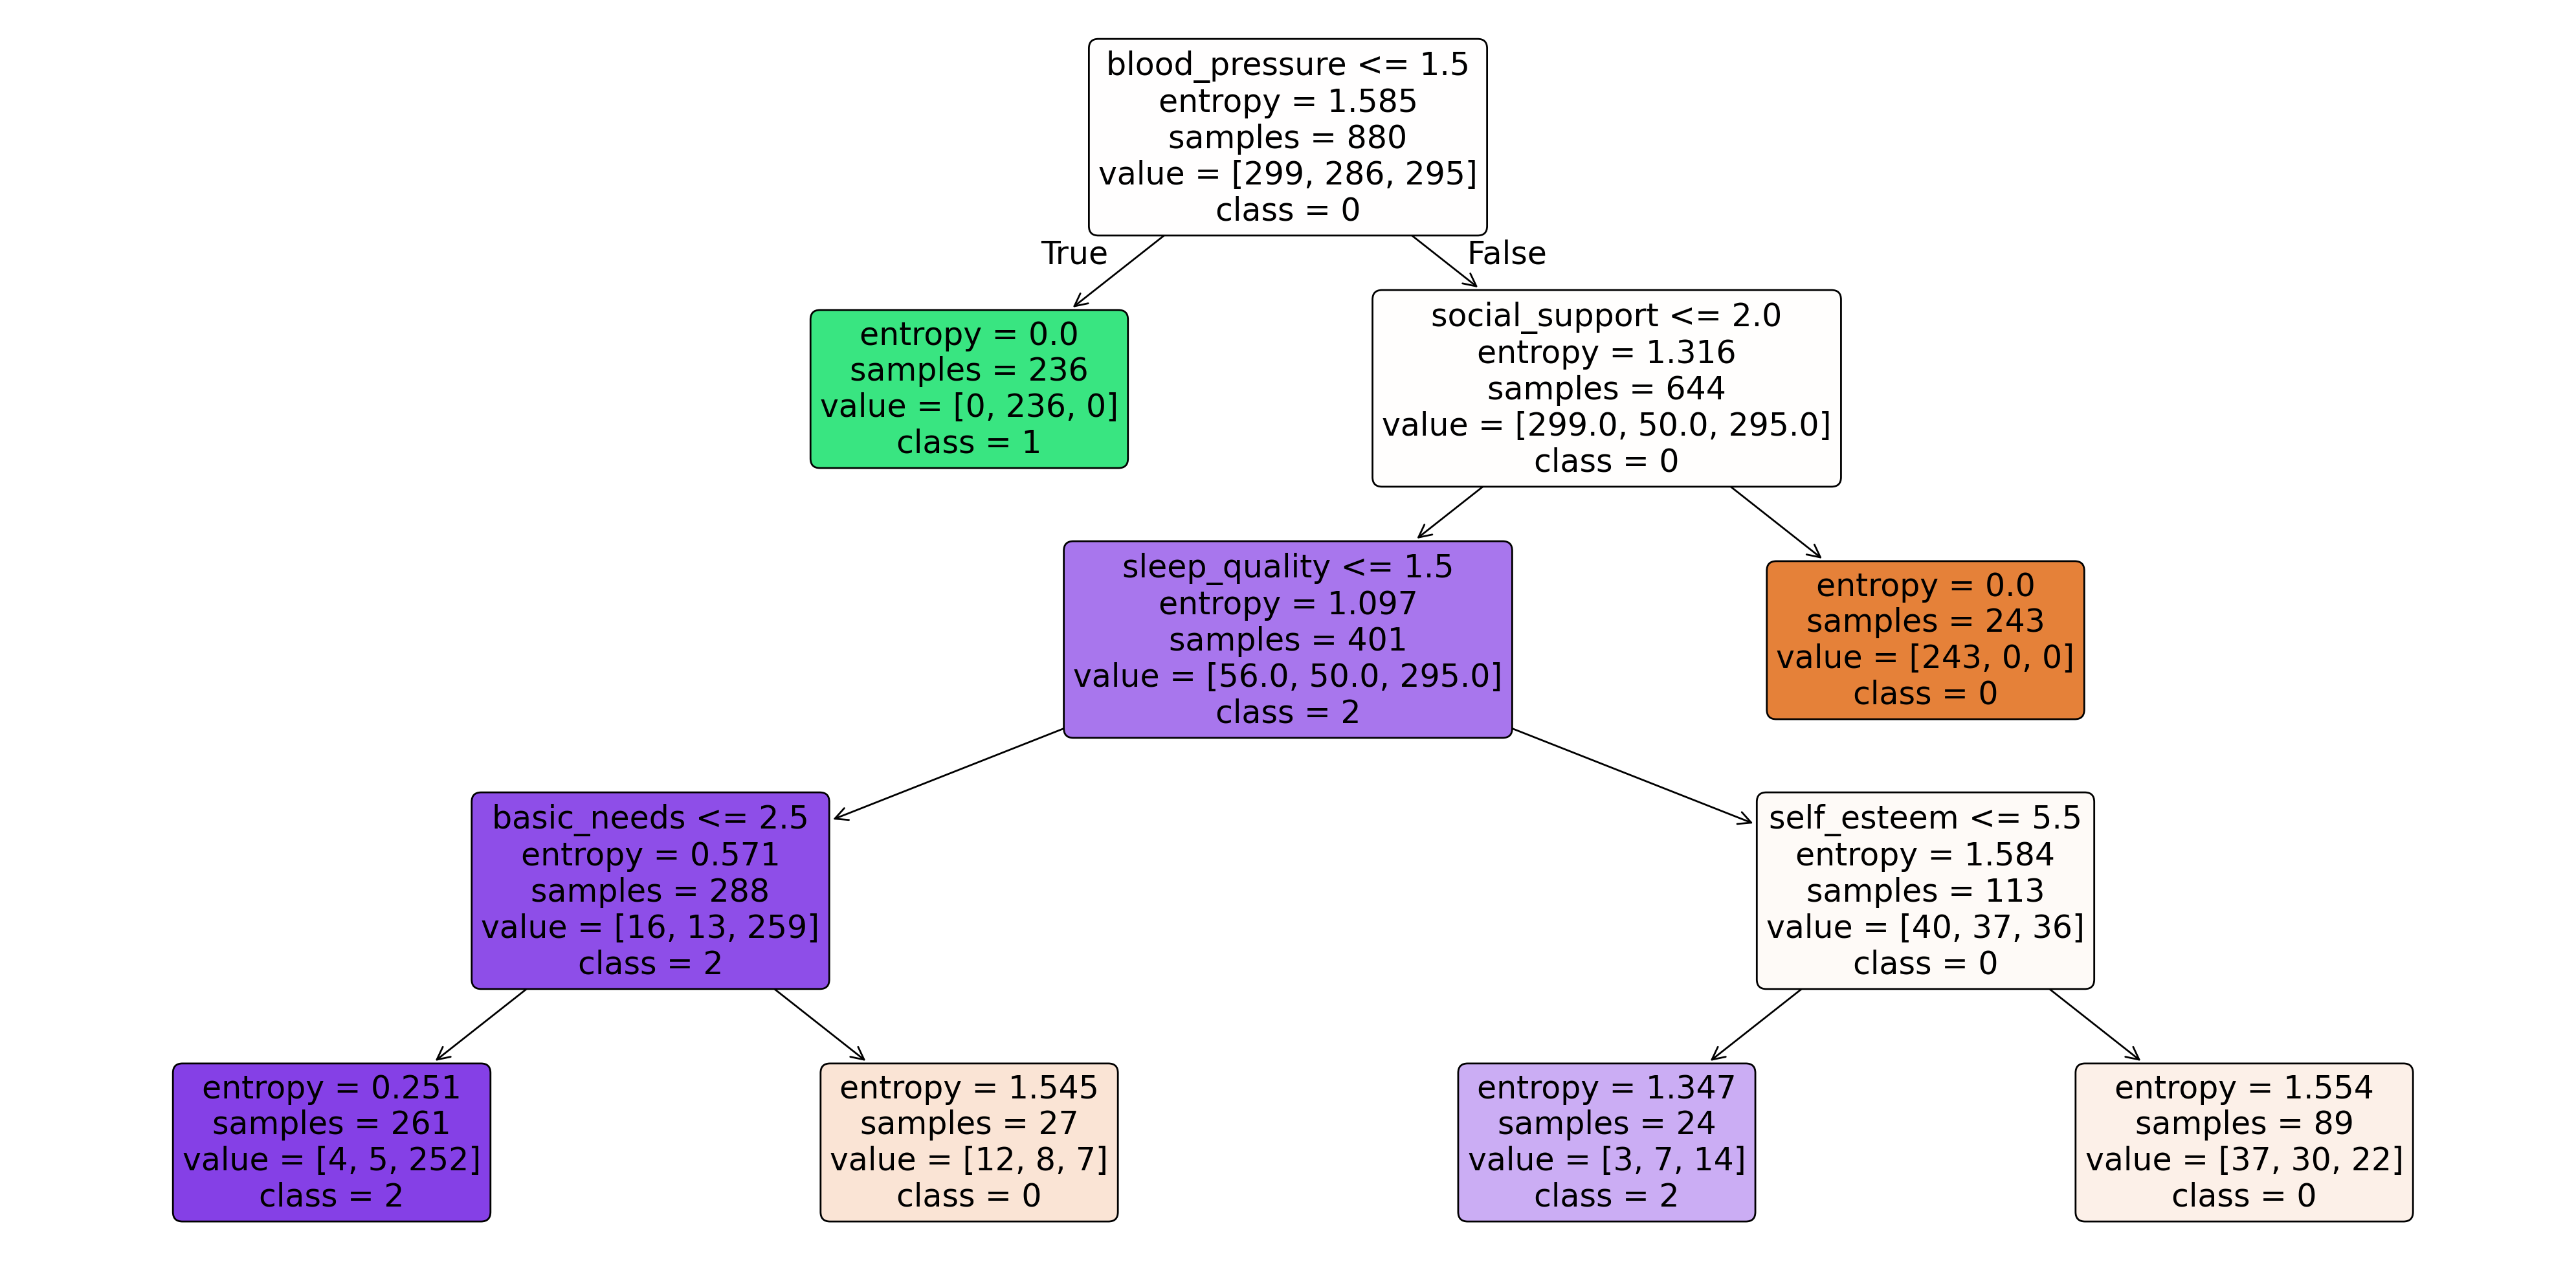 blood_pressure <= 1.5
entropy = 1.585
samples = 880
value = [299, 286, 295]
class = 0
True
False
entropy = 0.0
samples = 236
value = [0, 236, 0]
class = 1
social_support <= 2.0
entropy = 1.316
samples = 644
value = [299.0, 50.0, 295.0]
class = 0
sleep_quality <= 1.5
entropy = 1.097
samples = 401
value = [56.0, 50.0, 295.0]
class = 2
entropy = 0.0
samples = 243
value = [243, 0, 0]
class = 0
basic_needs <= 2.5
entropy = 0.571
samples = 288
value = [16, 13, 259]
class = 2
self_esteem <= 5.5
entropy = 1.584
samples = 113
value = [40, 37, 36]
class = 0
entropy = 0.251
samples = 261
value = [4, 5, 252]
class = 2
entropy = 1.545
samples = 27
value = [12, 8, 7]
class = 0
entropy = 1.347
samples = 24
value = [3, 7, 14]
class = 2
entropy = 1.554
samples = 89
value = [37, 30, 22]
class = 0